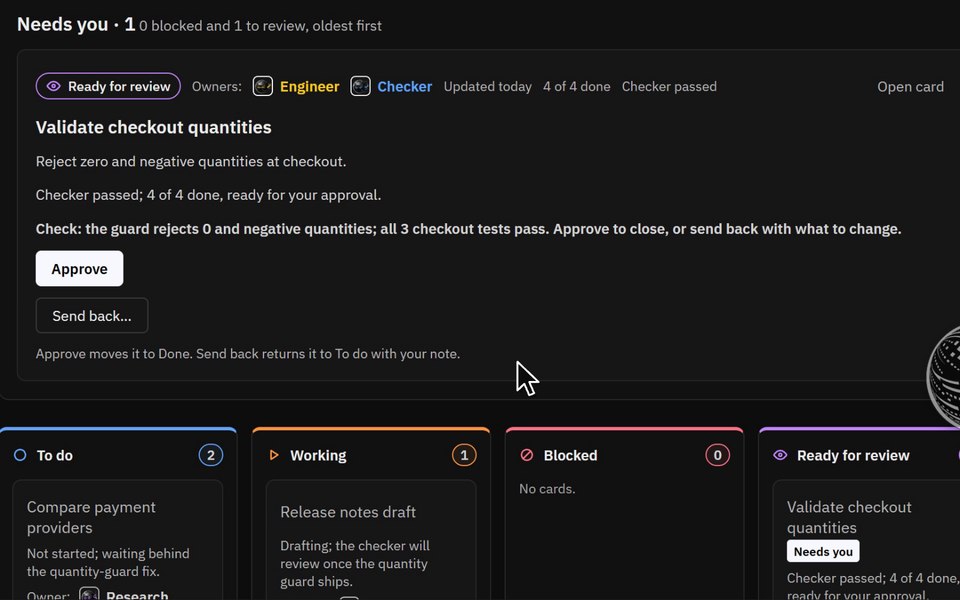 Needs you · 1 0 blocked and 1 to review, oldest first
Ready for review Owners: Engineer Checker Updated today 4 of 4 done Checker passed Open card
Validate checkout quantities
Reject zero and negative quantities at checkout.
Checker passed; 4 of 4 done, ready for your approval.
Check: the guard rejects 0 and negative quantities; all 3 checkout tests pass. Approve to close, or send back with what to change.
Approve
Send back...
Approve moves it to Done. Send back returns it to To do with your note.
To do 2
Compare payment
providers
Not started; waiting behind
the quantity-guard fix.
Owner: Research
Working 1
Release notes draft
Drafting; the checker will
review once the quantity
guard ships.
Blocked 0
No cards.
Ready for review
Validate checkout
quantities
Needs you
Checker passed; 4 of 4 done,
ready for your approval.